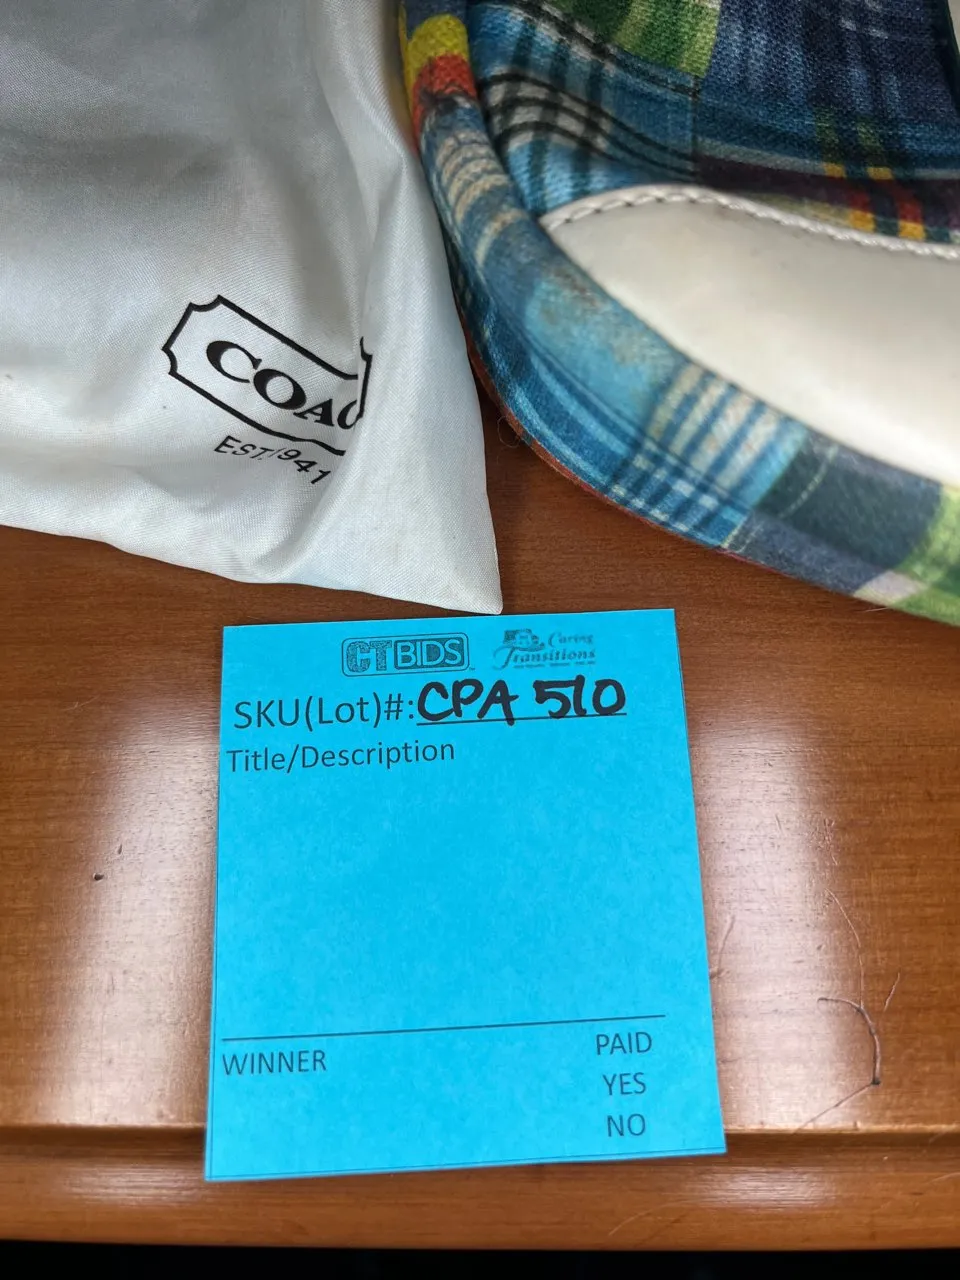 COAC
EST. 1941
CTBIDS
Caring
Transitions
SKU(Lot)#: CPA 510
Title/Description
WINNER
PAID
YES
NO